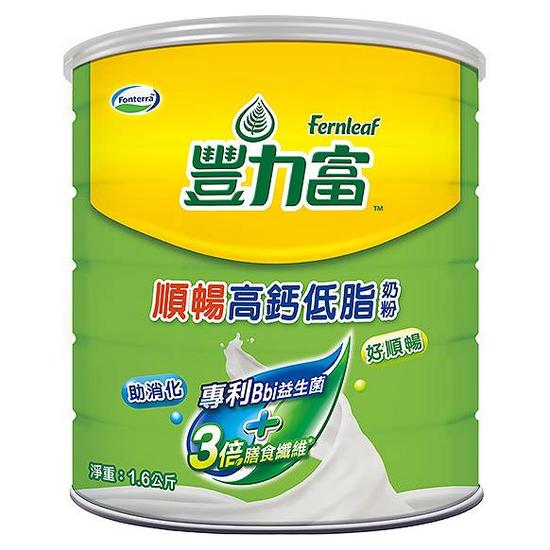 Fonterra
Fernleaf
豐力富™
順暢高鈣低脂奶粉
好順暢
助消化
專利Bbi益生菌
+
3倍膳食纖維*
淨重：1.6公斤